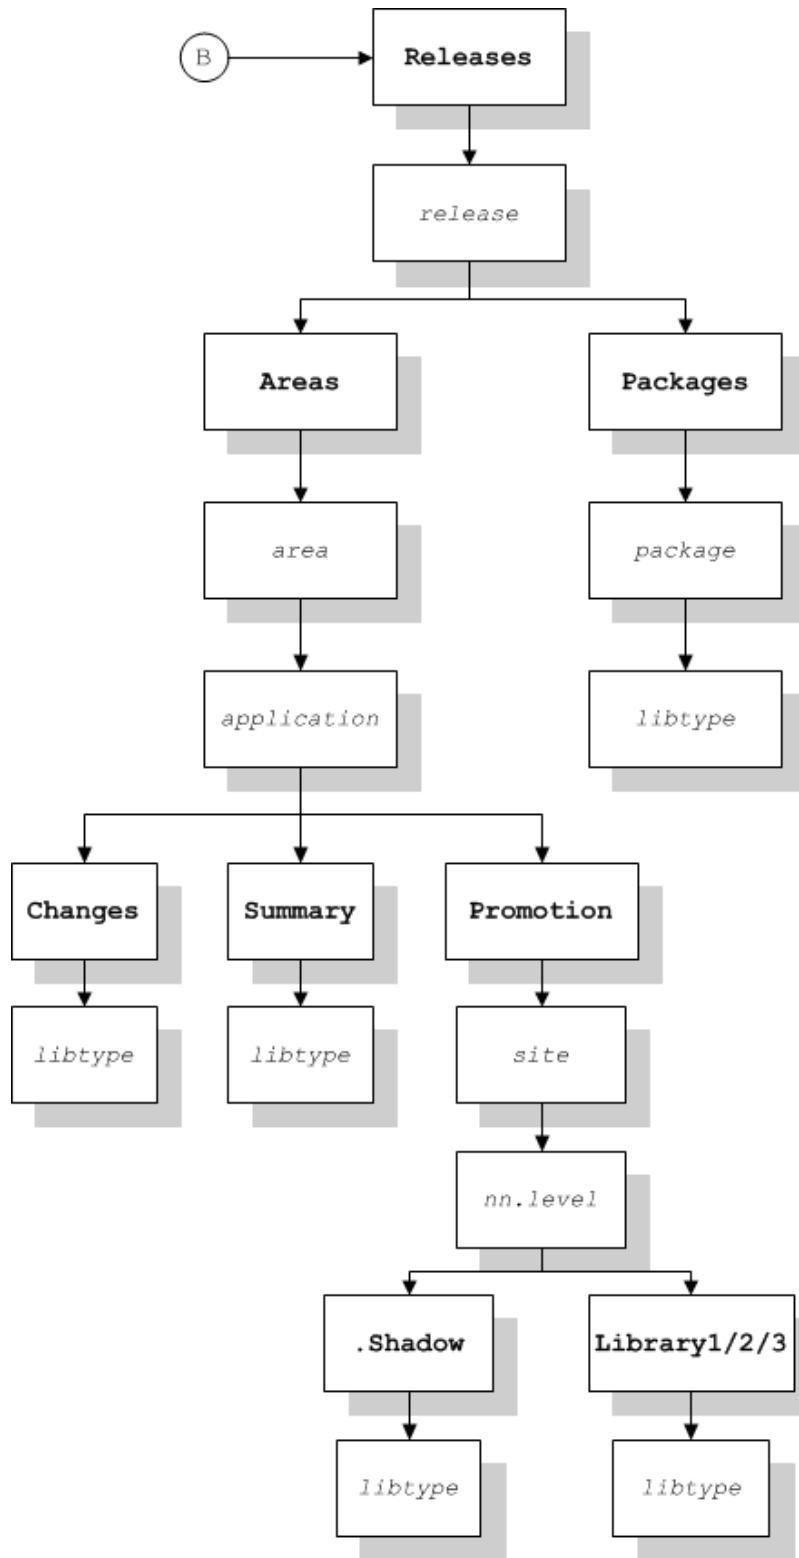 B
Releases
release
Areas
Packages
area
package
application
libtype
Changes
Summary
Promotion
libtype
libtype
site
nn.level
.Shadow
Library1/2/3
libtype
libtype